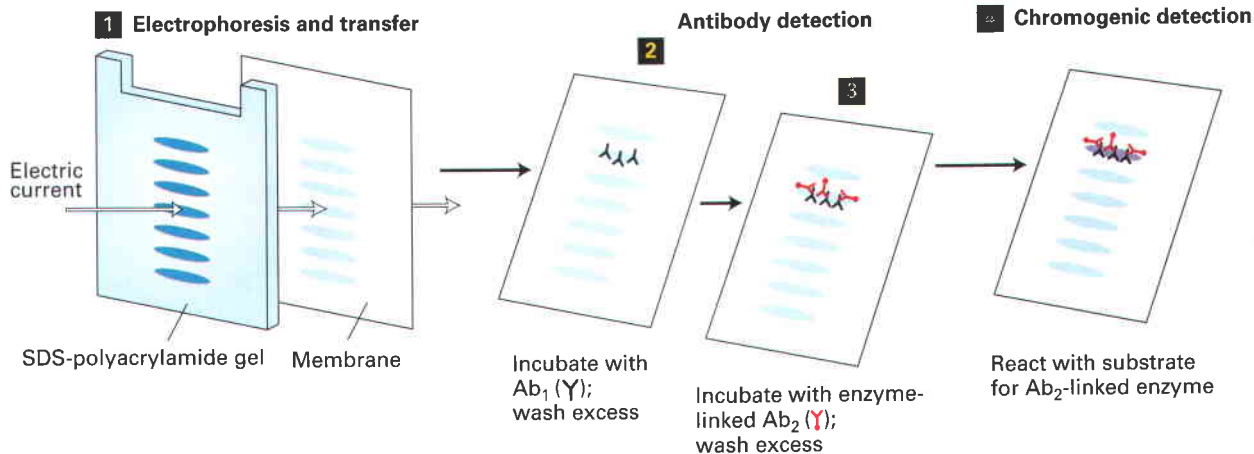 1 Electrophoresis and transfer
Antibody detection
Chromogenic detection
2
3
Electric
current
SDS-polyacrylamide gel
Membrane
Incubate with
Ab₁ (Y);
wash excess
Incubate with enzyme-
linked Ab₂ (Y);
wash excess
React with substrate
for Ab₂-linked enzyme